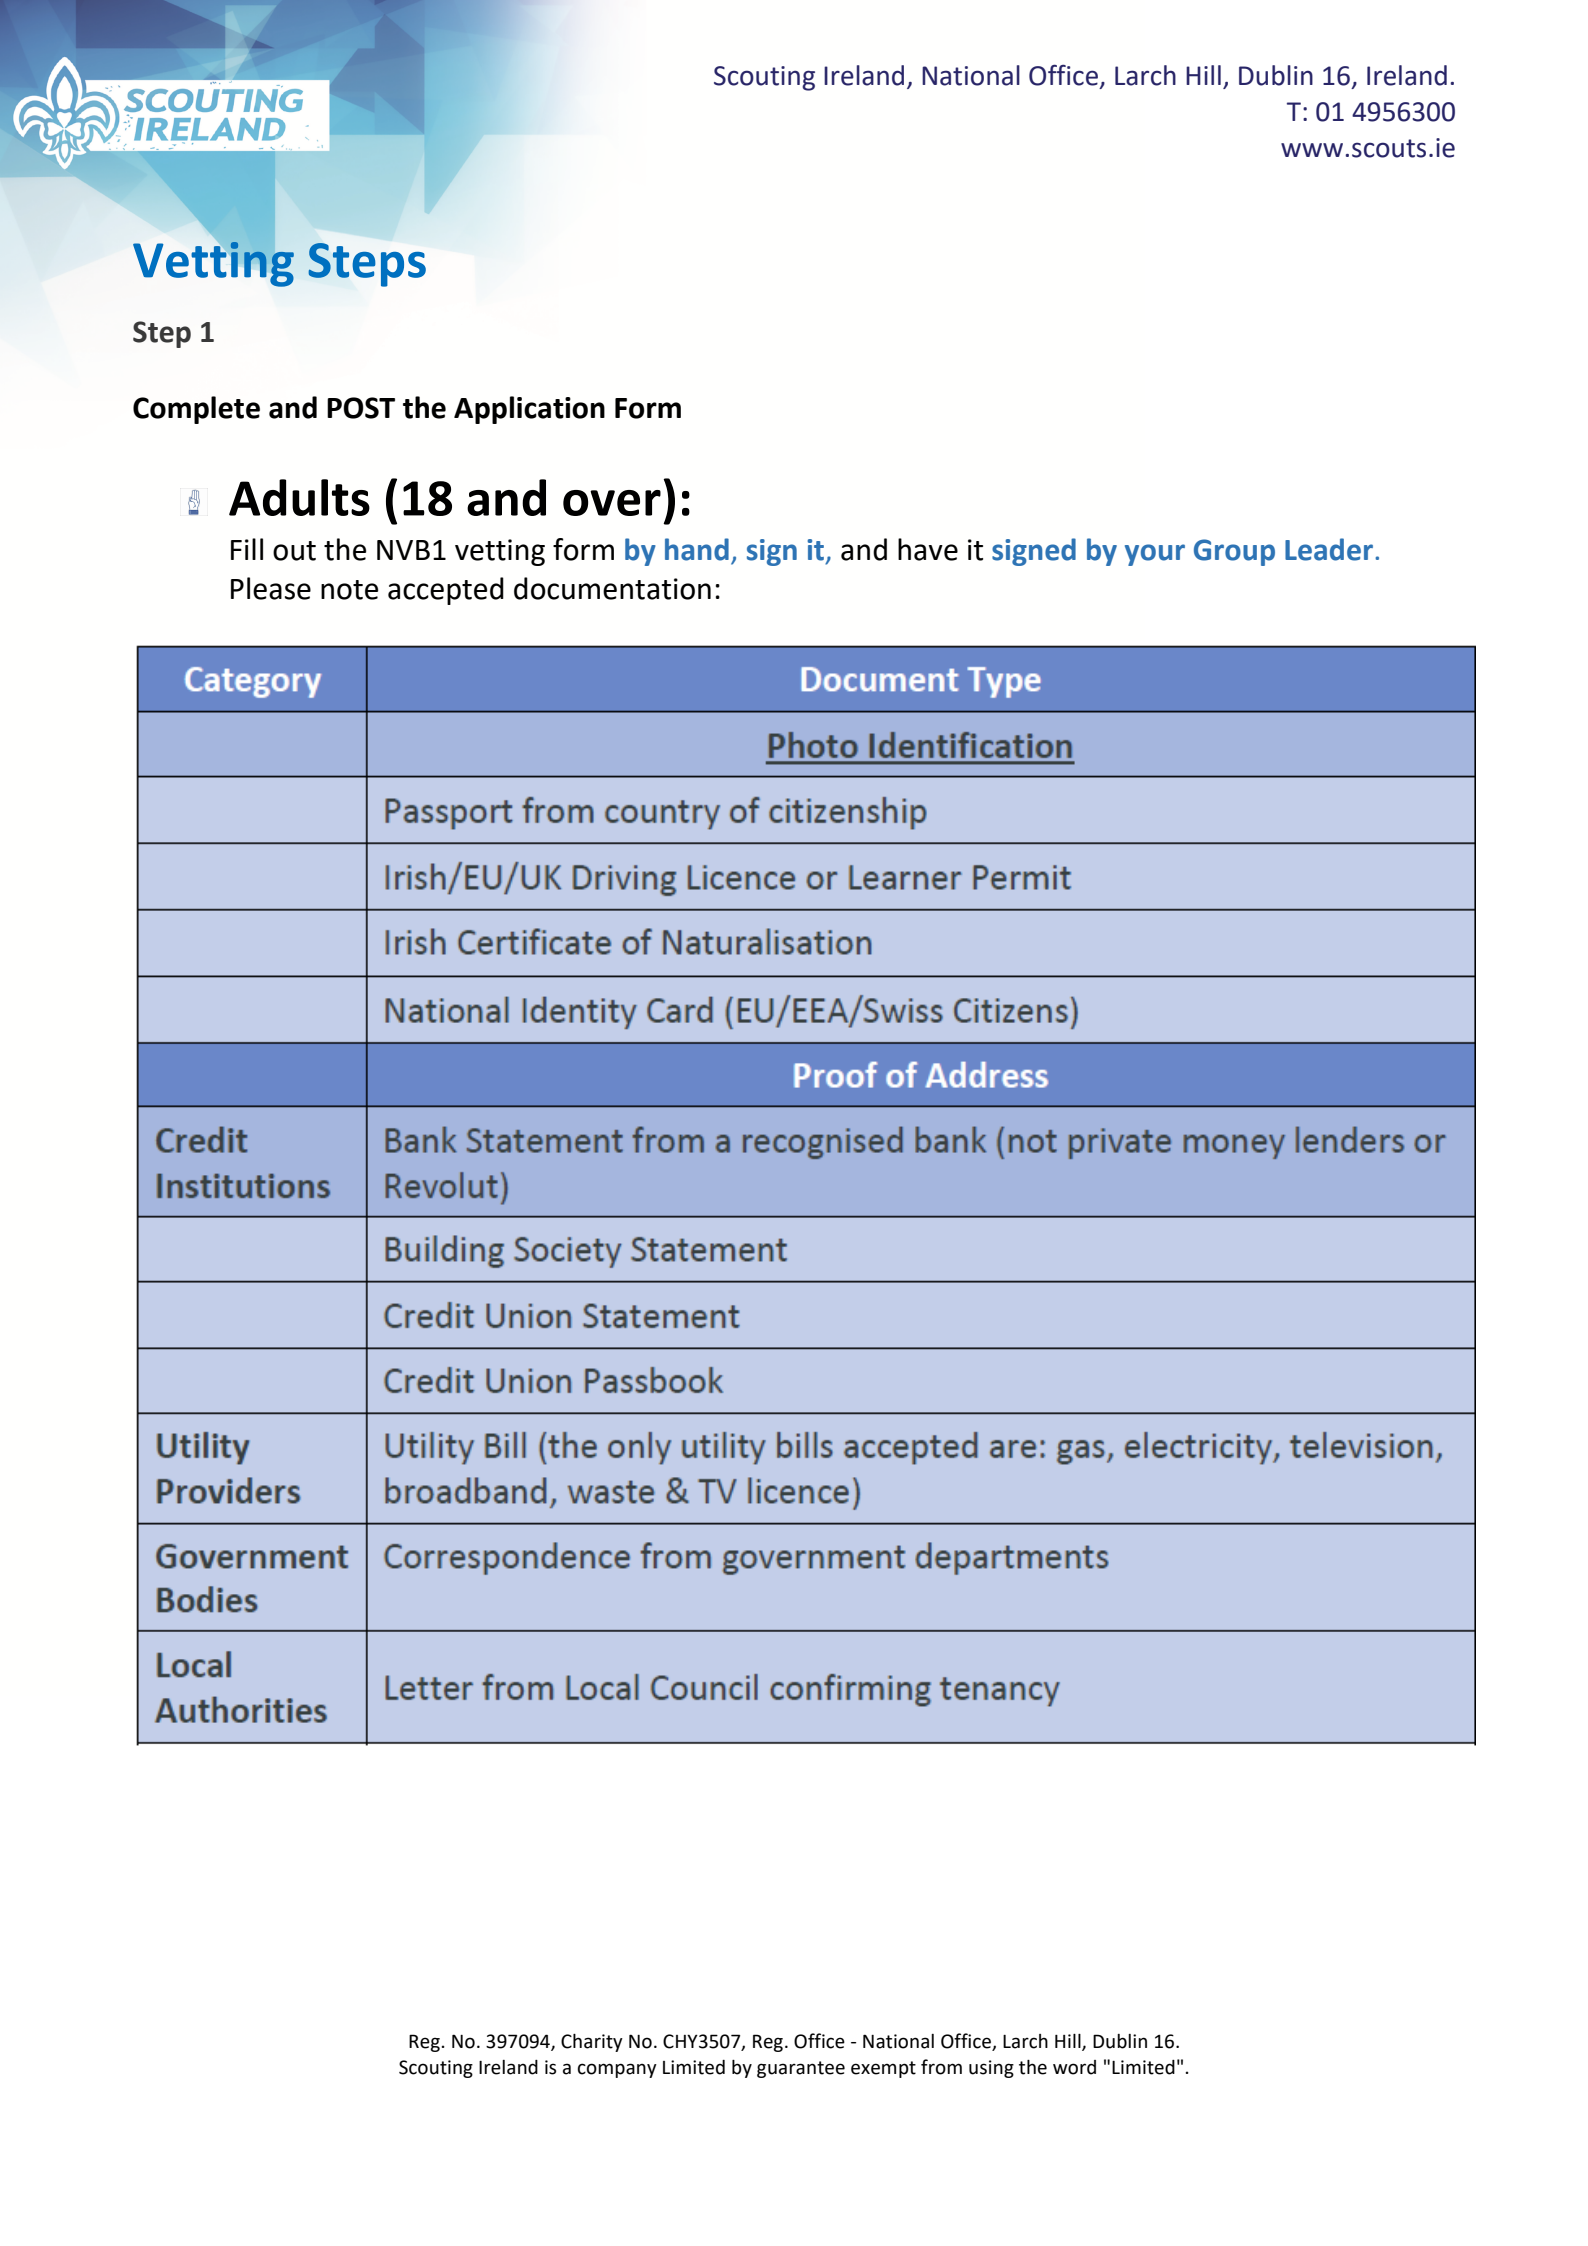 SCOUTING
IRELAND
Scouting Ireland, National Office, Larch Hill, Dublin 16, Ireland.
T: 01 4956300
www.scouts.ie
Vetting Steps
Step 1
Complete and POST the Application Form
Adults (18 and over):
Fill out the NVB1 vetting form by hand, sign it, and have it signed by your Group Leader.
Please note accepted documentation:
Category Document Type
Photo Identification
Passport from country of citizenship
Irish/EU/UK Driving Licence or Learner Permit
Irish Certificate of Naturalisation
National Identity Card (EU/EEA/Swiss Citizens)
Proof of Address
Credit Institutions
Bank Statement from a recognised bank (not private money lenders or
Revolut)
Building Society Statement
Credit Union Statement
Credit Union Passbook
Utility
Providers
Utility Bill (the only utility bills accepted are: gas, electricity, television,
broadband, waste & TV licence)
Government
Bodies
Correspondence from government departments
Local
Authorities
Letter from Local Council confirming tenancy
Reg. No. 397094, Charity No. CHY3507, Reg. Office - National Office, Larch Hill, Dublin 16.
Scouting Ireland is a company Limited by guarantee exempt from using the word "Limited".